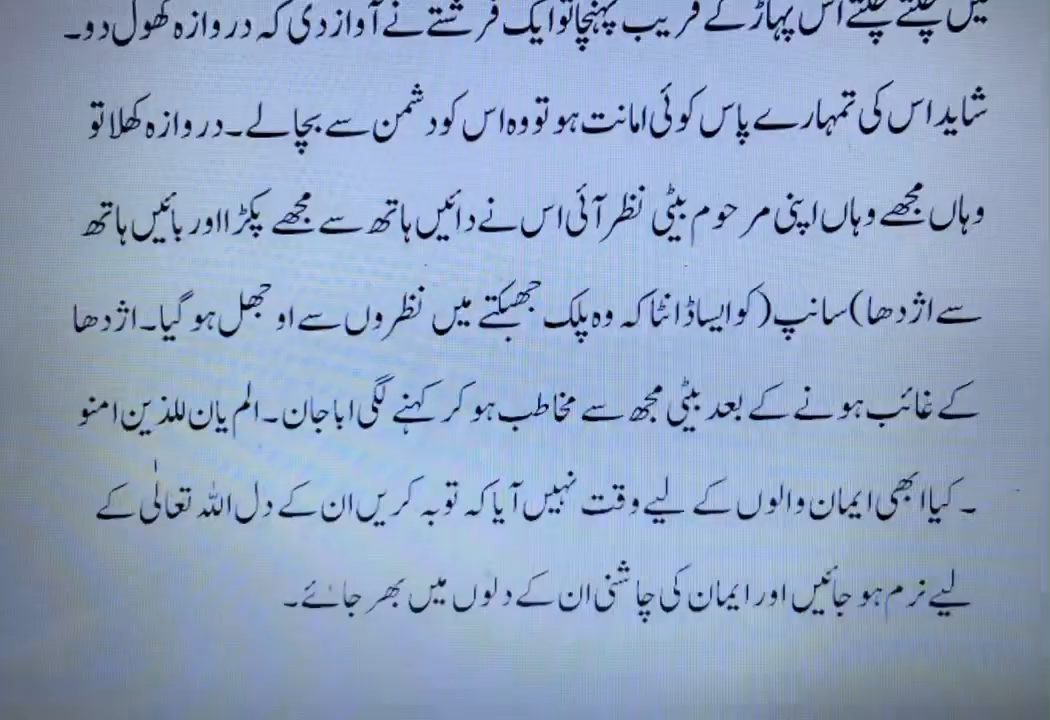 میں چلتے چلتے اس پہاڑ کے قریب پہنچا تو ایک فرشتے نے آواز دی کہ دروازہ کھول دو۔
شاید اس کی تمہارے پاس کوئی امانت ہو تو وہ اس کو دشمن سے بچا لے۔ دروازہ کھلا تو
وہاں مجھے وہاں اپنی مرحوم بیٹی نظر آئی اس نے دائیں ہاتھ سے مجھے پکڑا اور بائیں ہاتھ
سے اژدھا)سانپ( کو ایسا ڈانٹا کہ وہ پلک جھپکتے میں نظروں سے اوجھل ہو گیا۔ اژدھا
کے غائب ہونے کے بعد بیٹی مجھ سے مخاطب ہو کر کہنے لگی ابا جان۔ الم یان للذین امنو
۔ کیا ابھی ایمان والوں کے لیے وقت نہیں آیا کہ توبہ کریں ان کے دل اللہ تعالٰی کے
لیے نرم ہو جائیں اور ایمان کی چاشنی ان کے دلوں میں بھر جائے۔